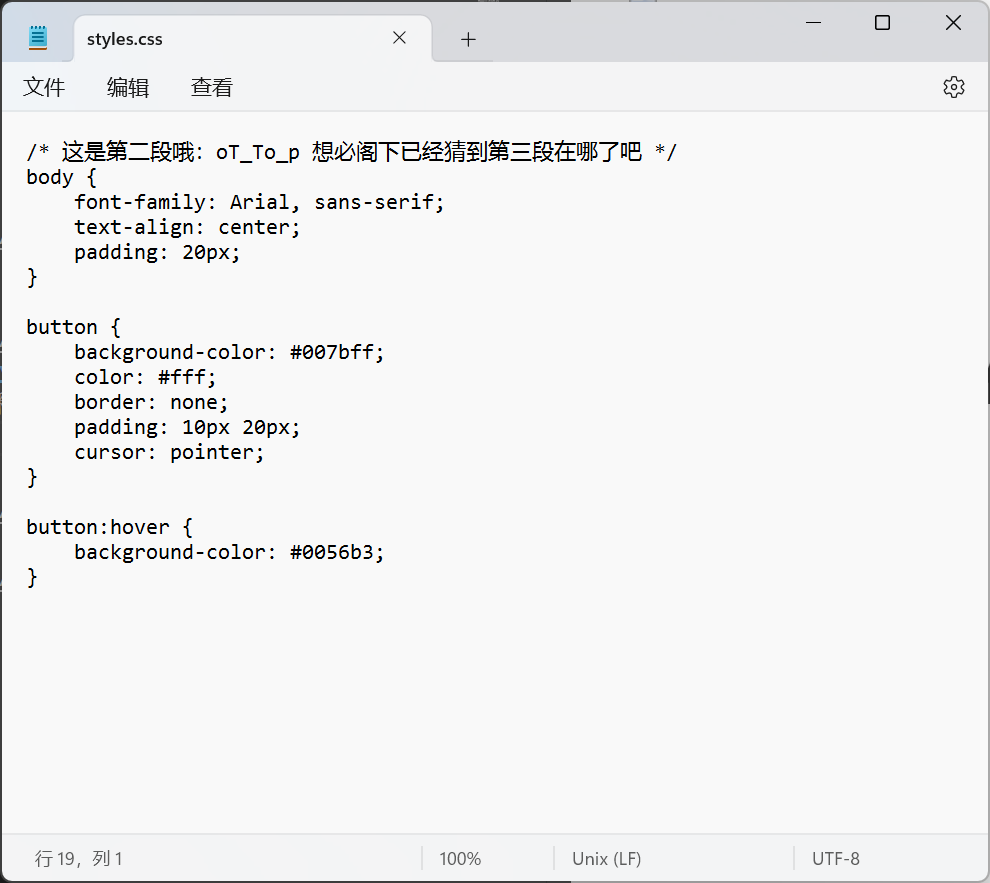 styles.css
文件 编辑 查看
/* 这是第二段哦：oT_To_p 想必阁下已经猜到第三段在哪了吧 */
body {
    font-family: Arial, sans-serif;
    text-align: center;
    padding: 20px;
}
button {
    background-color: #007bff;
    color: #fff;
    border: none;
    padding: 10px 20px;
    cursor: pointer;
}
button:hover {
    background-color: #0056b3;
}
行 19，列 1 100% Unix (LF) UTF-8